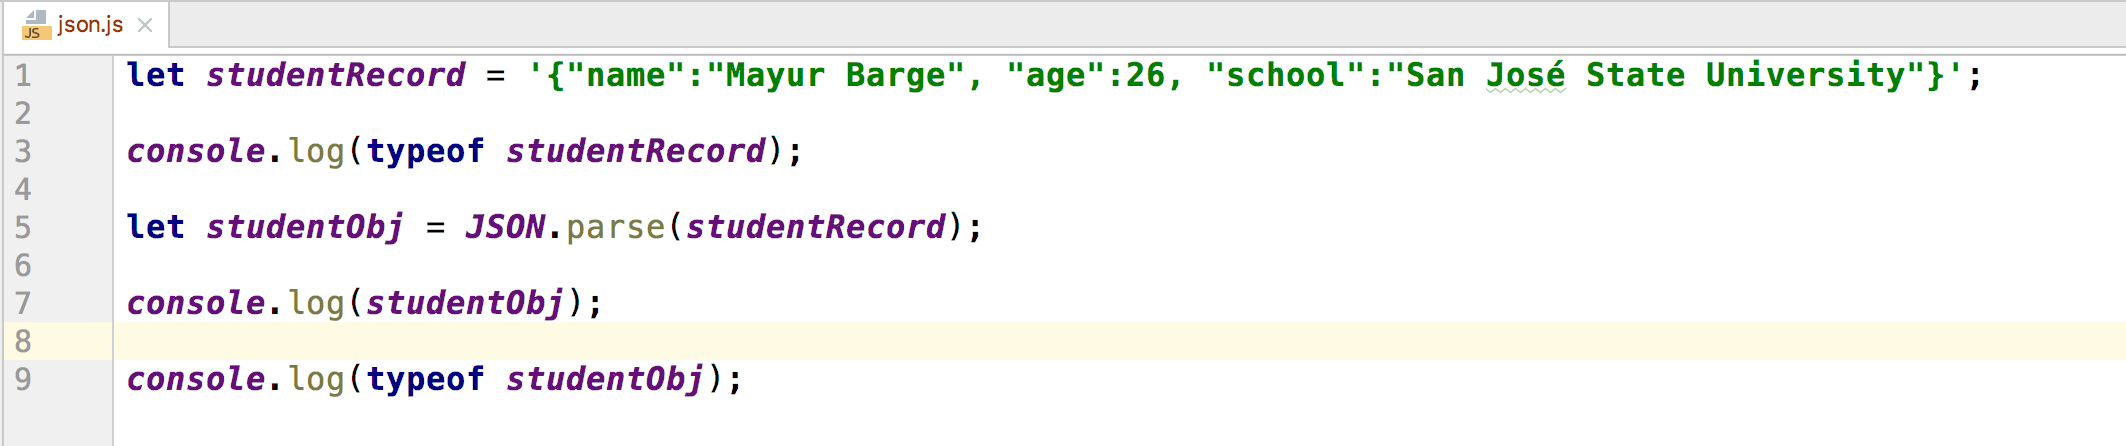 JS json.js
1 let studentRecord = '{"name":"Mayur Barge", "age":26, "school":"San José State University"}';
2
3 console.log(typeof studentRecord);
4
5 let studentObj = JSON.parse(studentRecord);
6
7 console.log(studentObj);
8
9 console.log(typeof studentObj);